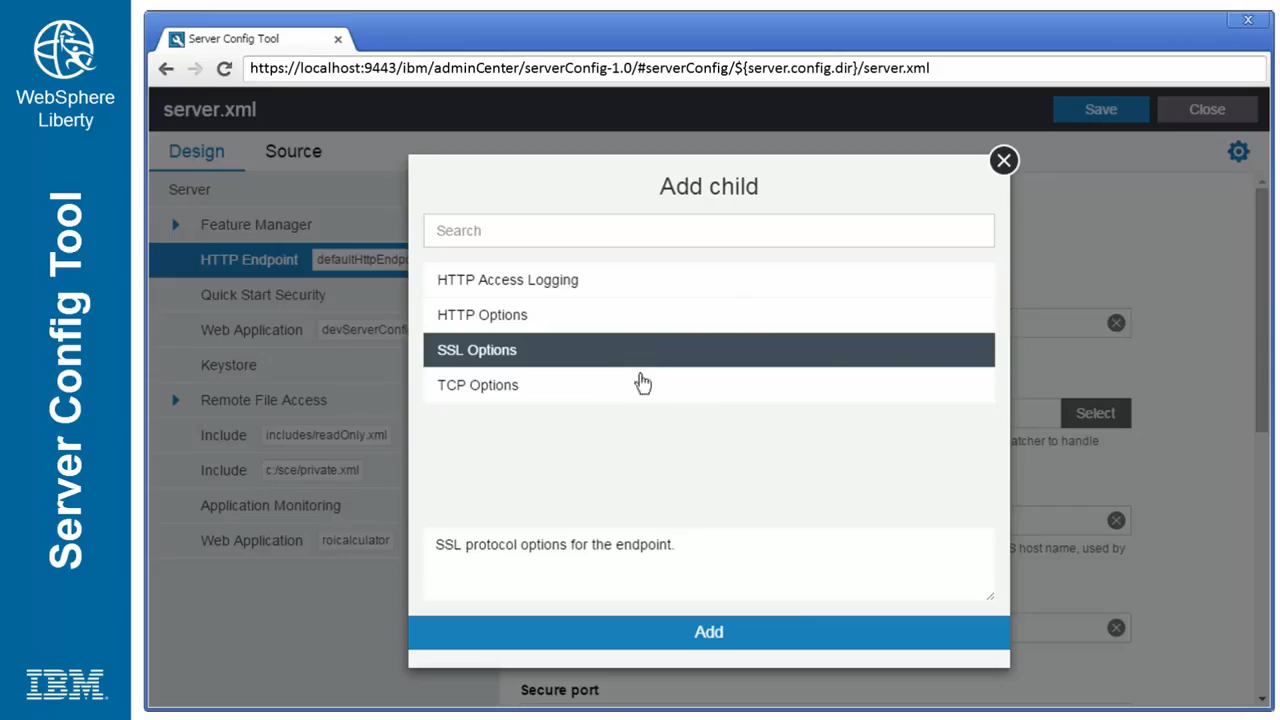 WebSphere
Liberty
Server Config Tool
IBM
Server Config Tool
https://localhost:9443/ibm/adminCenter/serverConfig-1.0/#serverConfig/${server.config.dir}/server.xml
server.xml
Save
Close
Design
Source
Server
Feature Manager
HTTP Endpoint
defaultHttpEndpo
Quick Start Security
Web Application
devServerConfi
Keystore
Remote File Access
Include
includes/readOnly.xml
Include
c:/sce/private.xml
Application Monitoring
Web Application
roicalculator
Add child
Search
HTTP Access Logging
HTTP Options
SSL Options
TCP Options
SSL protocol options for the endpoint.
Add
Select
atcher to handle
S host name, used by
Secure port